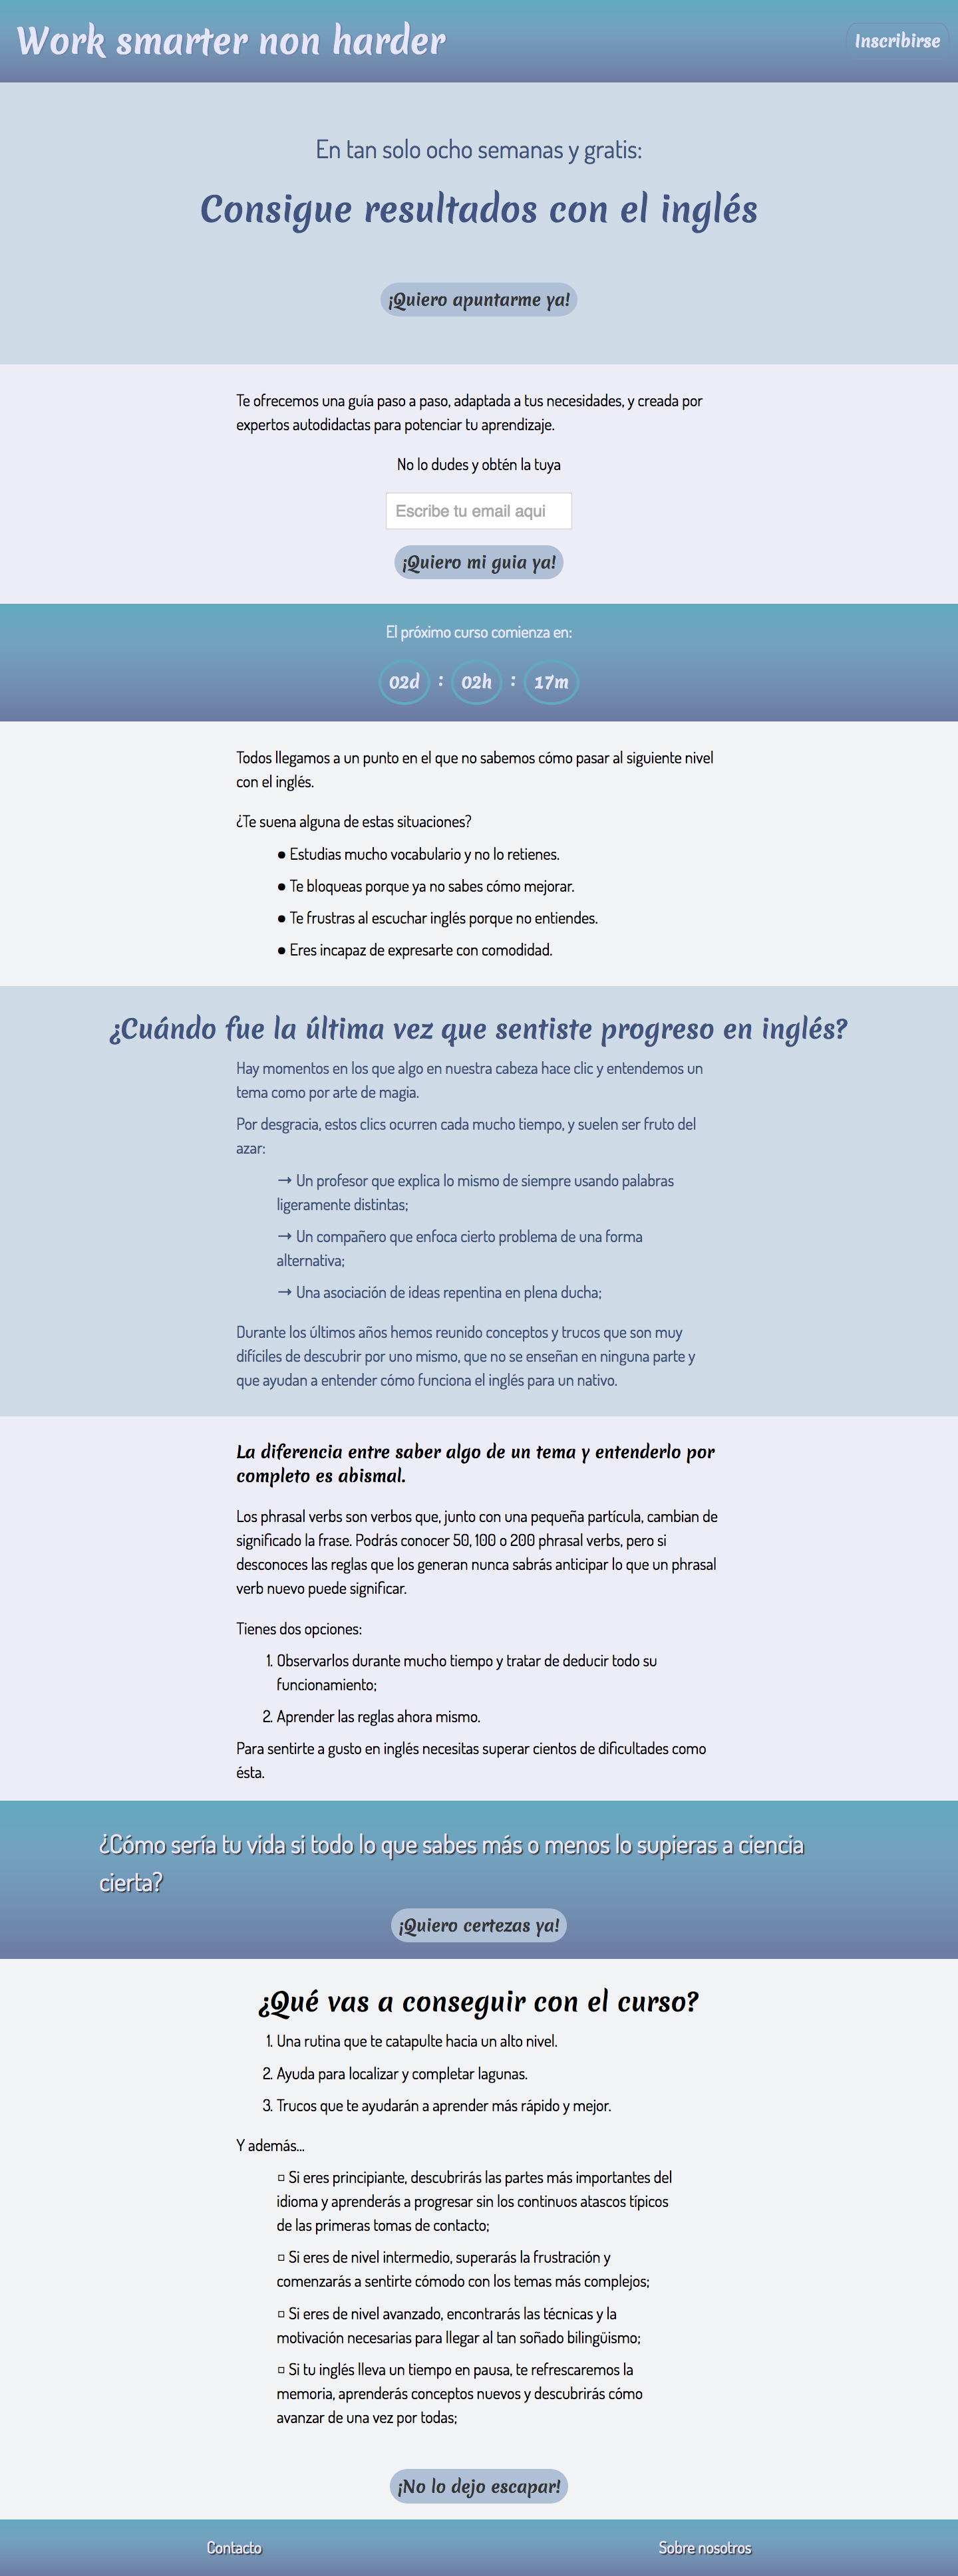 Work smarter non harder
Inscribirse
En tan solo ocho semanas y gratis:
Consigue resultados con el inglés
¡Quiero apuntarme ya!
Te ofrecemos una guía paso a paso, adaptada a tus necesidades, y creada por
expertos autodidactas para potenciar tu aprendizaje.
No lo dudes y obtén la tuya
Escribe tu email aqui
¡Quiero mi guia ya!
El próximo curso comienza en:
02d : 02h : 17m
Todos llegamos a un punto en el que no sabemos cómo pasar al siguiente nivel
con el inglés.
¿Te suena alguna de estas situaciones?
● Estudias mucho vocabulario y no lo retienes.
● Te bloqueas porque ya no sabes cómo mejorar.
● Te frustras al escuchar inglés porque no entiendes.
● Eres incapaz de expresarte con comodidad.
¿Cuándo fue la última vez que sentiste progreso en inglés?
Hay momentos en los que algo en nuestra cabeza hace clic y entendemos un
tema como por arte de magia.
Por desgracia, estos clics ocurren cada mucho tiempo, y suelen ser fruto del
azar:
→ Un profesor que explica lo mismo de siempre usando palabras
ligeramente distintas;
→ Un compañero que enfoca cierto problema de una forma
alternativa;
→ Una asociación de ideas repentina en plena ducha;
Durante los últimos años hemos reunido conceptos y trucos que son muy
difíciles de descubrir por uno mismo, que no se enseñan en ninguna parte y
que ayudan a entender cómo funciona el inglés para un nativo.
La diferencia entre saber algo de un tema y entenderlo por
completo es abismal.
Los phrasal verbs son verbos que, junto con una pequeña partícula, cambian de
significado la frase. Podrás conocer 50, 100 o 200 phrasal verbs, pero si
desconoces las reglas que los generan nunca sabrás anticipar lo que un phrasal
verb nuevo puede significar.
Tienes dos opciones:
1. Observarlos durante mucho tiempo y tratar de deducir todo su
funcionamiento;
2. Aprender las reglas ahora mismo.
Para sentirte a gusto en inglés necesitas superar cientos de dificultades como
ésta.
¿Cómo sería tu vida si todo lo que sabes más o menos lo supieras a ciencia
cierta?
¡Quiero certezas ya!
¿Qué vas a conseguir con el curso?
1. Una rutina que te catapulte hacia un alto nivel.
2. Ayuda para localizar y completar lagunas.
3. Trucos que te ayudarán a aprender más rápido y mejor.
Y además...
▫ Si eres principiante, descubrirás las partes más importantes del
idioma y aprenderás a progresar sin los continuos atascos típicos
de las primeras tomas de contacto;
▫ Si eres de nivel intermedio, superarás la frustración y
comenzarás a sentirte cómodo con los temas más complejos;
▫ Si eres de nivel avanzado, encontrarás las técnicas y la
motivación necesarias para llegar al tan soñado bilingüismo;
▫ Si tu inglés lleva un tiempo en pausa, te refrescaremos la
memoria, aprenderás conceptos nuevos y descubrirás cómo
avanzar de una vez por todas;
¡No lo dejo escapar!
Contacto
Sobre nosotros